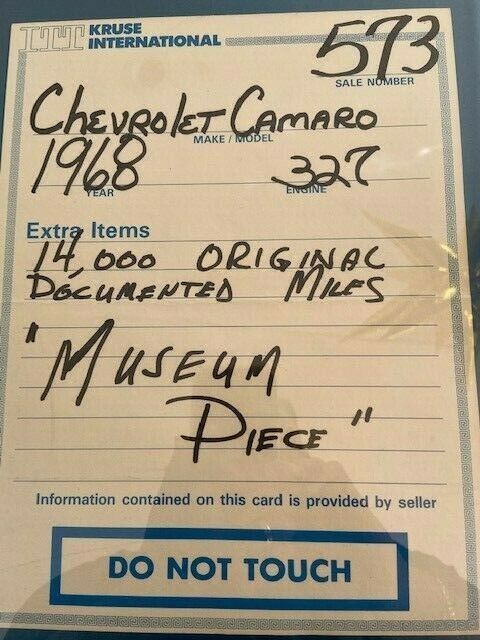 ITT KRUSE
INTERNATIONAL
573
SALE NUMBER
CHEVROLET CAMARO
MAKE / MODEL
1968 327
YEAR ENGINE
Extra Items
14,000 ORIGINAL
DOCUMENTED MILES
"MUSEUM
PIECE"
Information contained on this card is provided by seller
DO NOT TOUCH